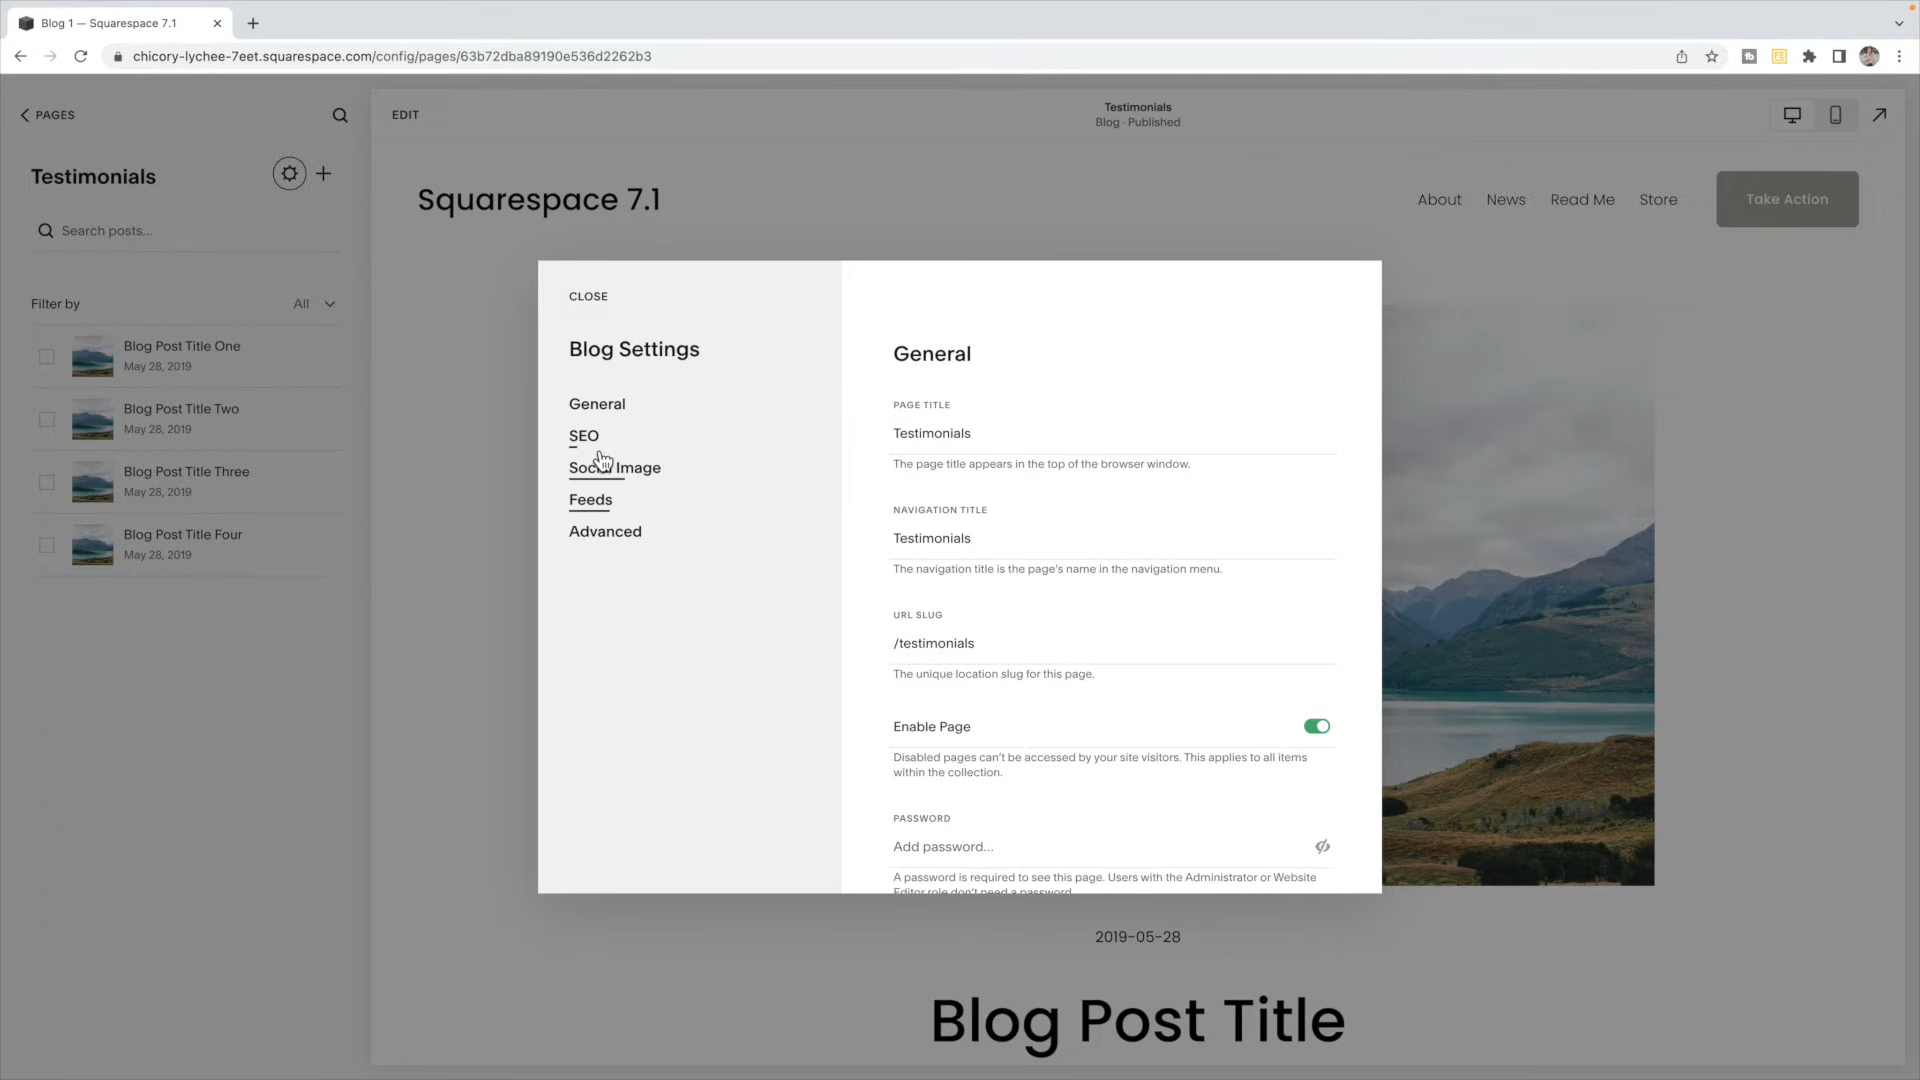 Blog 1 — Squarespace 7.1
chicory-lychee-7eet.squarespace.com/config/pages/63b72dba89190e536d2262b3
PAGES
EDIT
Testimonials
Blog · Published
Testimonials
Search posts...
Filter by
All
Blog Post Title One
May 28, 2019
Blog Post Title Two
May 28, 2019
Blog Post Title Three
May 28, 2019
Blog Post Title Four
May 28, 2019
Squarespace 7.1
About
News
Read Me
Store
Take Action
CLOSE
Blog Settings
General
SEO
Social Image
Feeds
Advanced
General
PAGE TITLE
Testimonials
The page title appears in the top of the browser window.
NAVIGATION TITLE
Testimonials
The navigation title is the page's name in the navigation menu.
URL SLUG
/testimonials
The unique location slug for this page.
Enable Page
Disabled pages can't be accessed by your site visitors. This applies to all items
within the collection.
PASSWORD
Add password...
A password is required to see this page. Users with the Administrator or Website
Editor role don't need a password
2019-05-28
Blog Post Title